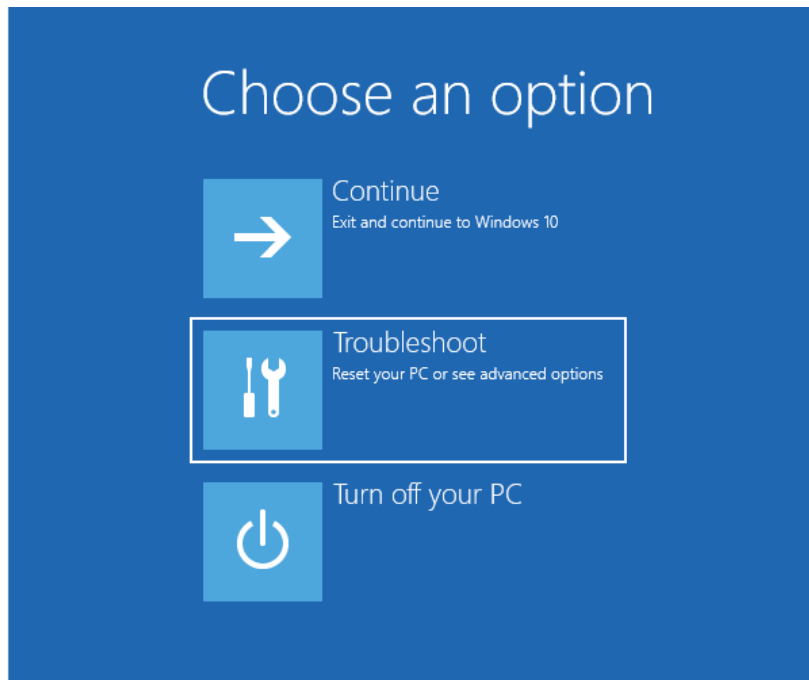 Choose an option
Continue
Exit and continue to Windows 10
Troubleshoot
Reset your PC or see advanced options
Turn off your PC